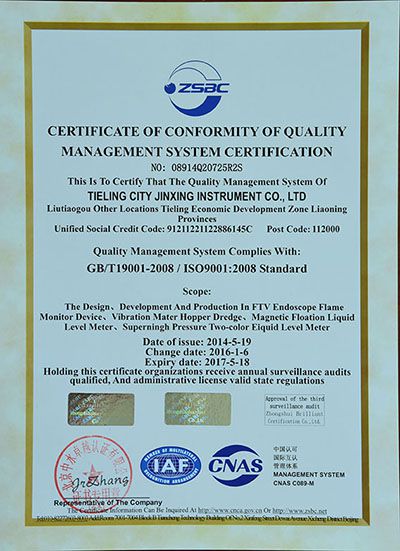 ZSBC
CERTIFICATE OF CONFORMITY OF QUALITY
MANAGEMENT SYSTEM CERTIFICATION
NO: 08914Q20725R2S
This Is To Certify That The Quality Management System Of
TIELING CITY JINXING INSTRUMENT CO., LTD
Liutiaogou Other Locations Tieling Economic Development Zone Liaoning
Provinces
Unified Social Credit Code: 91211221122886145C Post Code: 112000
Quality Management System Complies With:
GB/T19001-2008 / ISO9001:2008 Standard
Scope:
The Design、Development And Production In FTV Endoscope Flame
Monitor Device、Vibration Mater Hopper Dredge、Magnetic Floation Liquid
Level Meter、Superningh Pressure Two-color Eiquid Level Meter
Date of issue: 2014-5-19
Change date: 2016-1-6
Expiry date: 2017-5-18
Holding this certificate organizations receive annual surveillance audits
qualified, And administrative license valid state regulations
Approval of the third
surveillance audit
Zhongshui Brilliant
Certification Co.,Ltd.
IAF
CNAS
中国认可
国际互认
管理体系
MANAGEMENT SYSTEM
CNAS C089-M
Representative of The Company
The Certificate Information Can Be Inquired At http://www.cnca.gov.cn Or http://www.zsbc.net